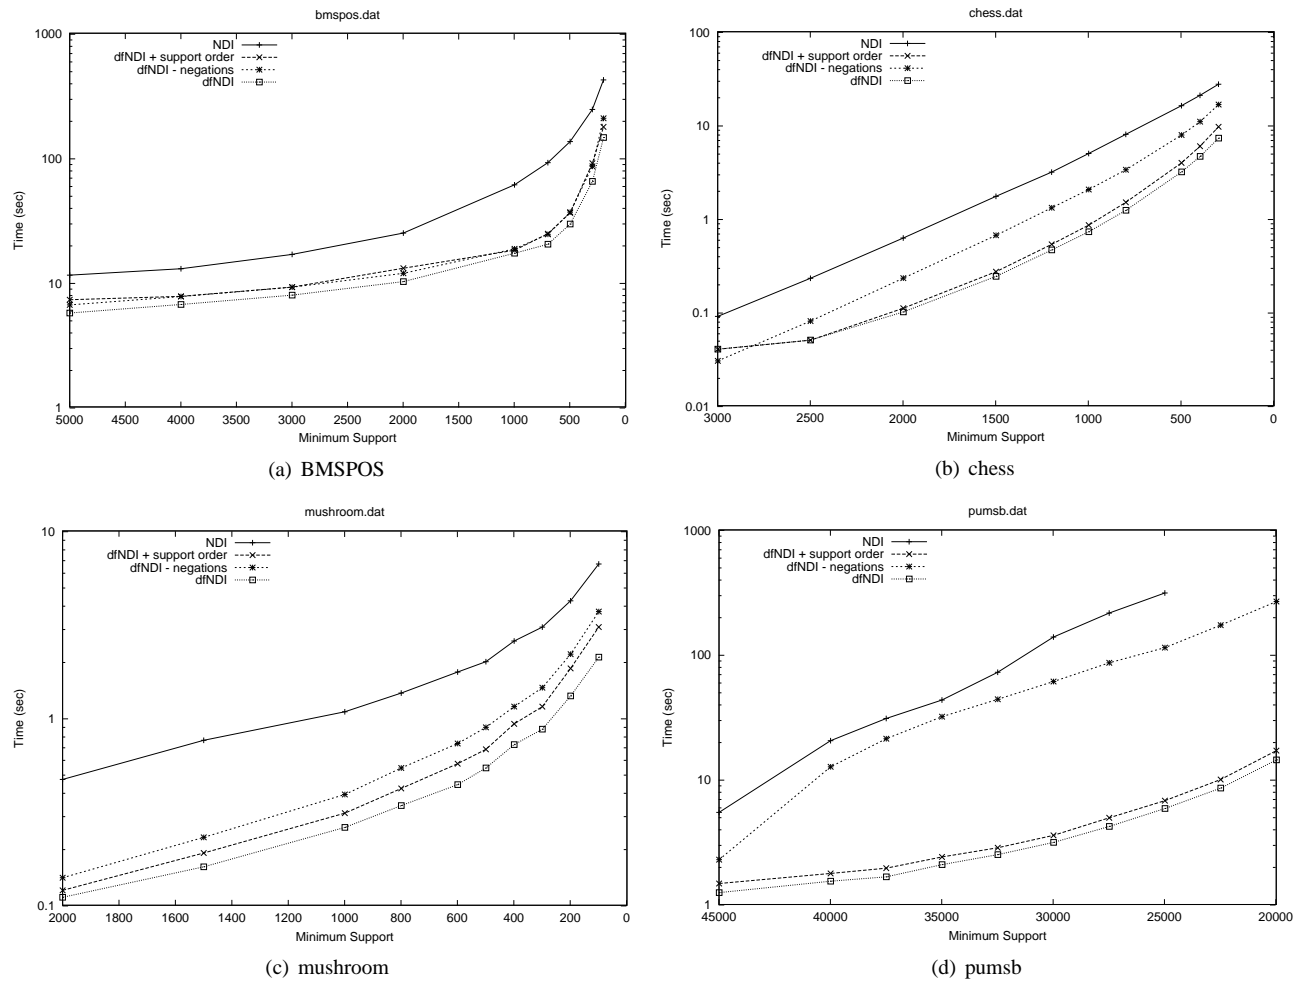 bmspos.dat
1000
100
10
1
Time (sec)
NDI
dfNDI + support order
dfNDI - negations
dfNDI
5000 4500 4000 3500 3000 2500 2000 1500 1000 500 0
Minimum Support
(a) BMSPOS
chess.dat
100
10
1
0.1
0.01
Time (sec)
NDI
dfNDI + support order
dfNDI - negations
dfNDI
3000 2500 2000 1500 1000 500 0
Minimum Support
(b) chess
mushroom.dat
10
1
0.1
Time (sec)
NDI
dfNDI + support order
dfNDI - negations
dfNDI
2000 1800 1600 1400 1200 1000 800 600 400 200 0
Minimum Support
(c) mushroom
pumsb.dat
1000
100
10
1
Time (sec)
NDI
dfNDI + support order
dfNDI - negations
dfNDI
45000 40000 35000 30000 25000 20000
Minimum Support
(d) pumsb